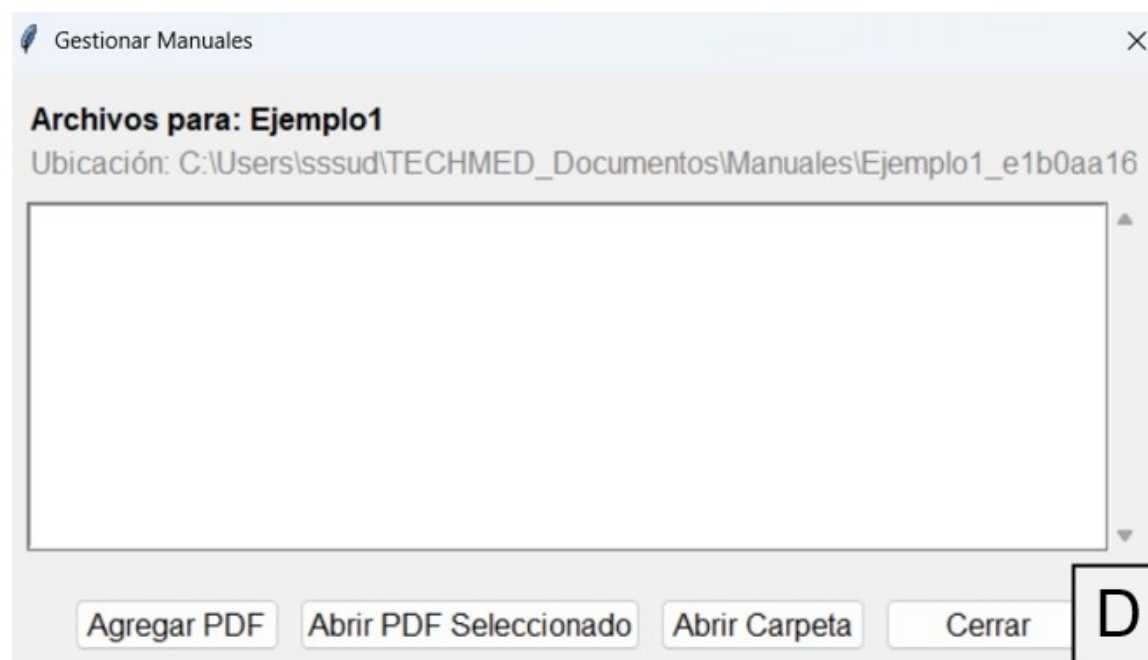 Gestionar Manuales
Archivos para: Ejemplo1
Ubicación: C:\Users\sssud\TECHMED_Documentos\Manuales\Ejemplo1_e1b0aa16
Agregar PDF Abrir PDF Seleccionado Abrir Carpeta Cerrar
D